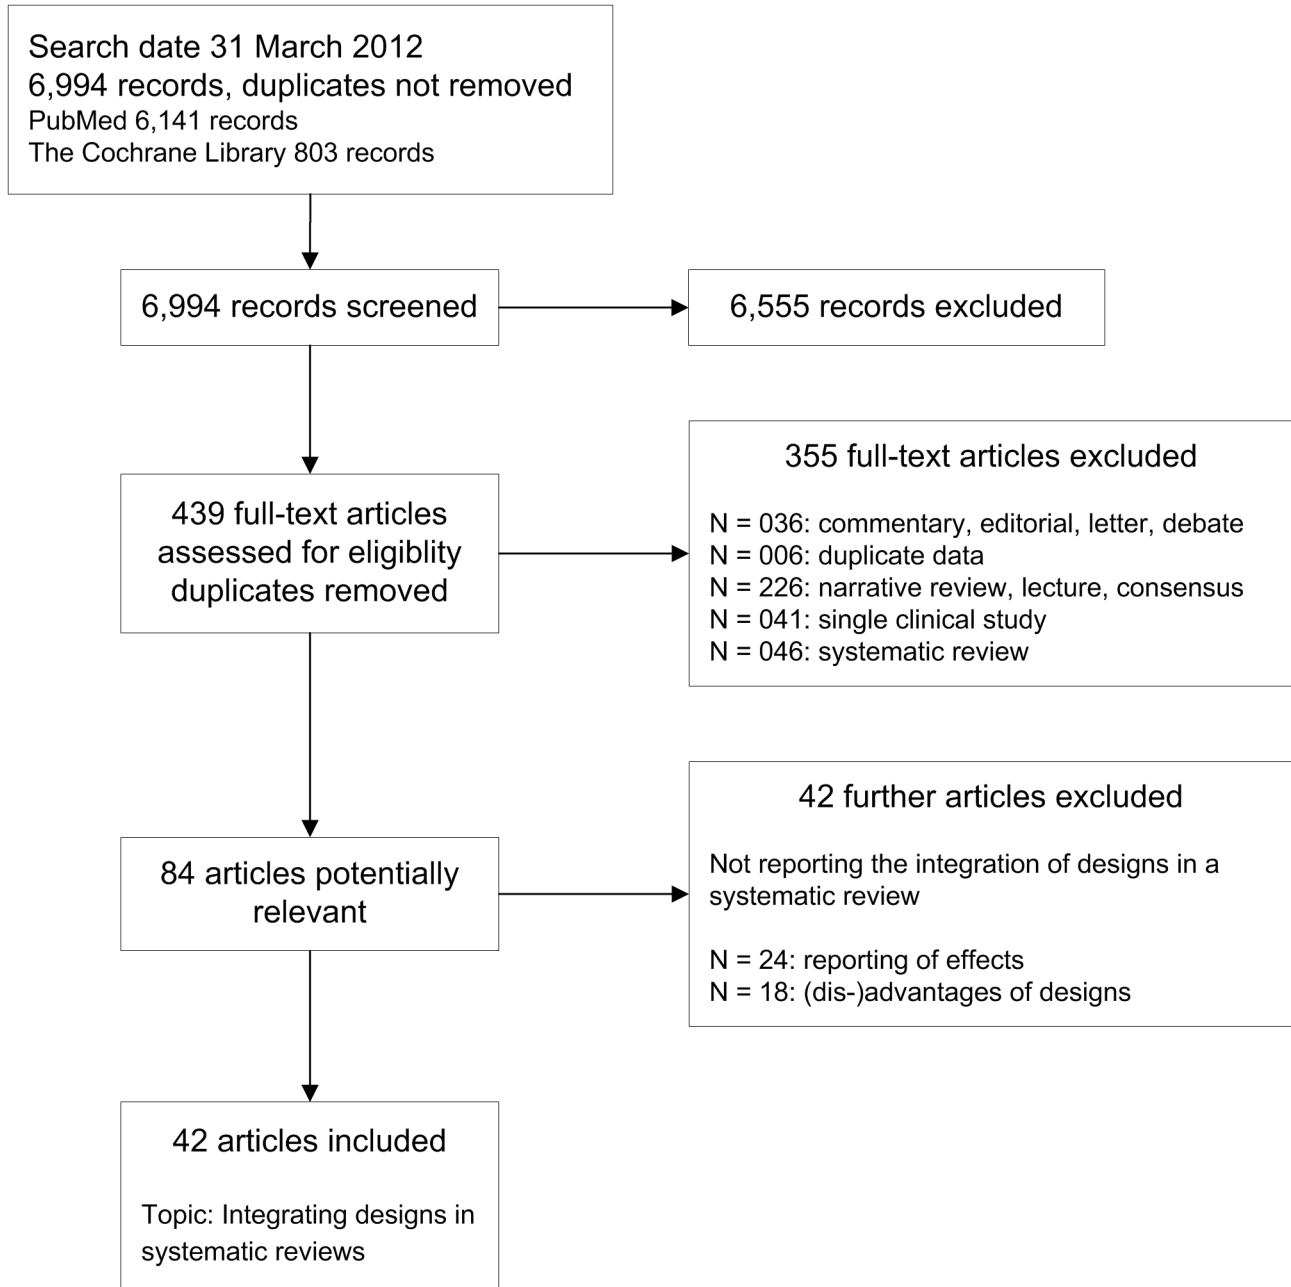 Search date 31 March 2012
6,994 records, duplicates not removed
PubMed 6,141 records
The Cochrane Library 803 records
6,994 records screened
6,555 records excluded
439 full-text articles
assessed for eligiblity
duplicates removed
355 full-text articles excluded
N = 036: commentary, editorial, letter, debate
N = 006: duplicate data
N = 226: narrative review, lecture, consensus
N = 041: single clinical study
N = 046: systematic review
84 articles potentially
relevant
42 further articles excluded
Not reporting the integration of designs in a
systematic review
N = 24: reporting of effects
N = 18: (dis-)advantages of designs
42 articles included
Topic: Integrating designs in
systematic reviews